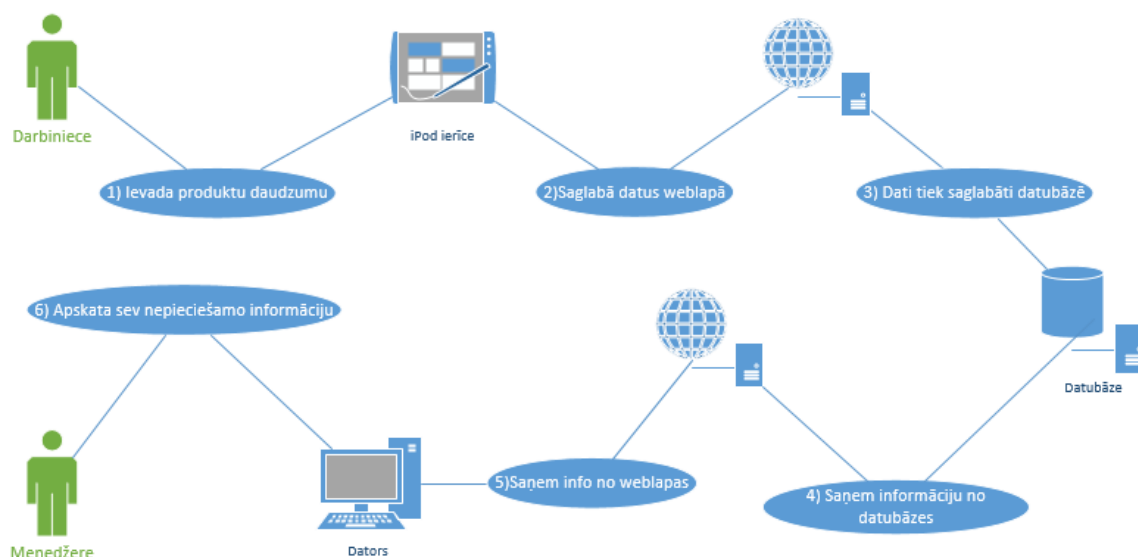 Darbiniece
iPod ierīce
1) Ievada produktu daudzumu
2)Saglabā datus weblapā
3) Dati tiek saglabāti datubāzē
6) Apskata sev nepieciešamo informāciju
Datubāze
5)Saņem info no weblapas
4) Saņem informāciju no
datubāzes
Menedžere
Dators